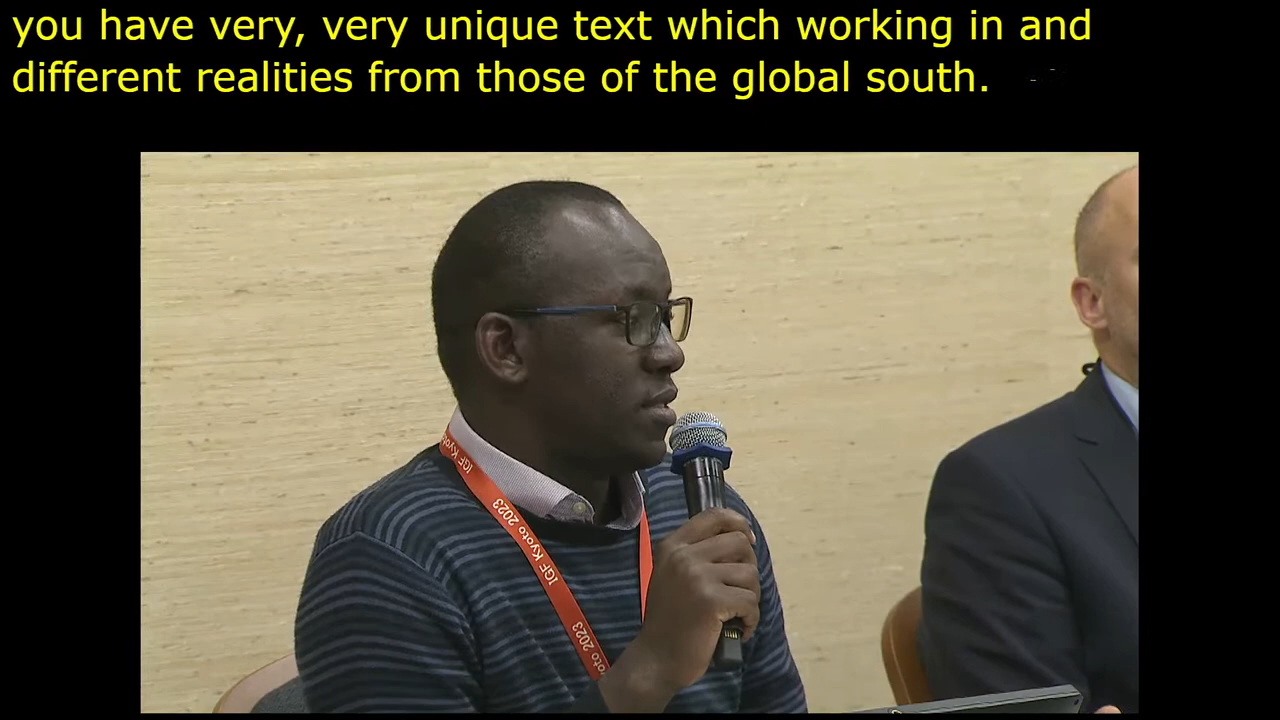 you have very, very unique text which working in and
different realities from those of the global south.
IGF Kyoto
IGF Kyoto 2023
2023